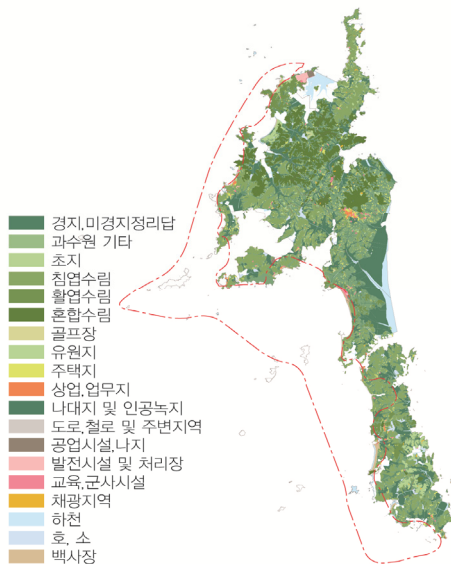 경지,미경지정리답
과수원 기타
초지
침엽수림
활엽수림
혼합수림
골프장
유원지
주택지
상업,업무지
나대지 및 인공녹지
도로,철로 및 주변지역
공업시설,나지
발전시설 및 처리장
교육,군사시설
채광지역
하천
호, 소
백사장